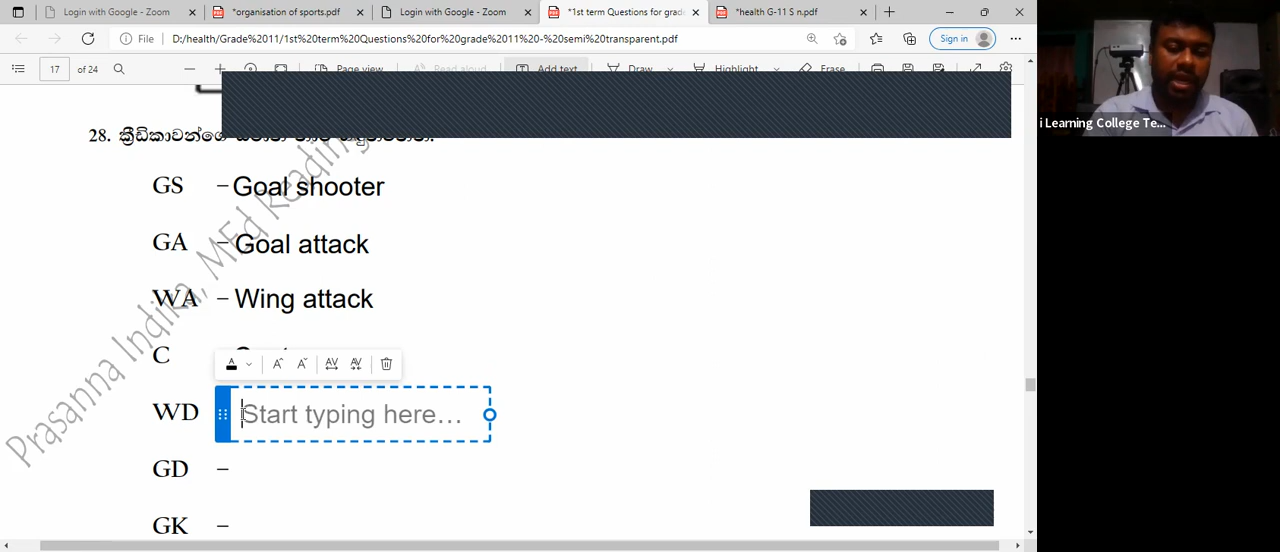 Login with Google - Zoom
*organisation of sports.pdf
Login with Google - Zoom
*1st term Questions for grade
*health G-11 S n.pdf
File
D:/health/Grade%2011/1st%20term%20Questions%20for%20grade%2011%20-%20semi%20transparent.pdf
Sign in
17 of 24
Page view
Read aloud
Add text
Draw
Highlight
Erase
i Learning College Te...
28. ක්‍රීඩිකාවන්ගේ
GS – Goal shooter
GA – Goal attack
WA – Wing attack
C
WD
Start typing here...
GD –
GK –
Prasanna Indika, MEd Reading